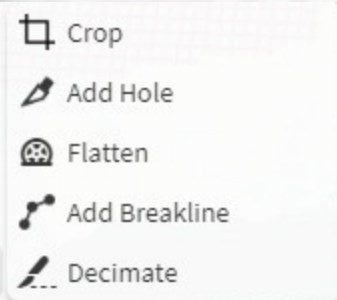 Crop
Add Hole
Flatten
Add Breakline
Decimate